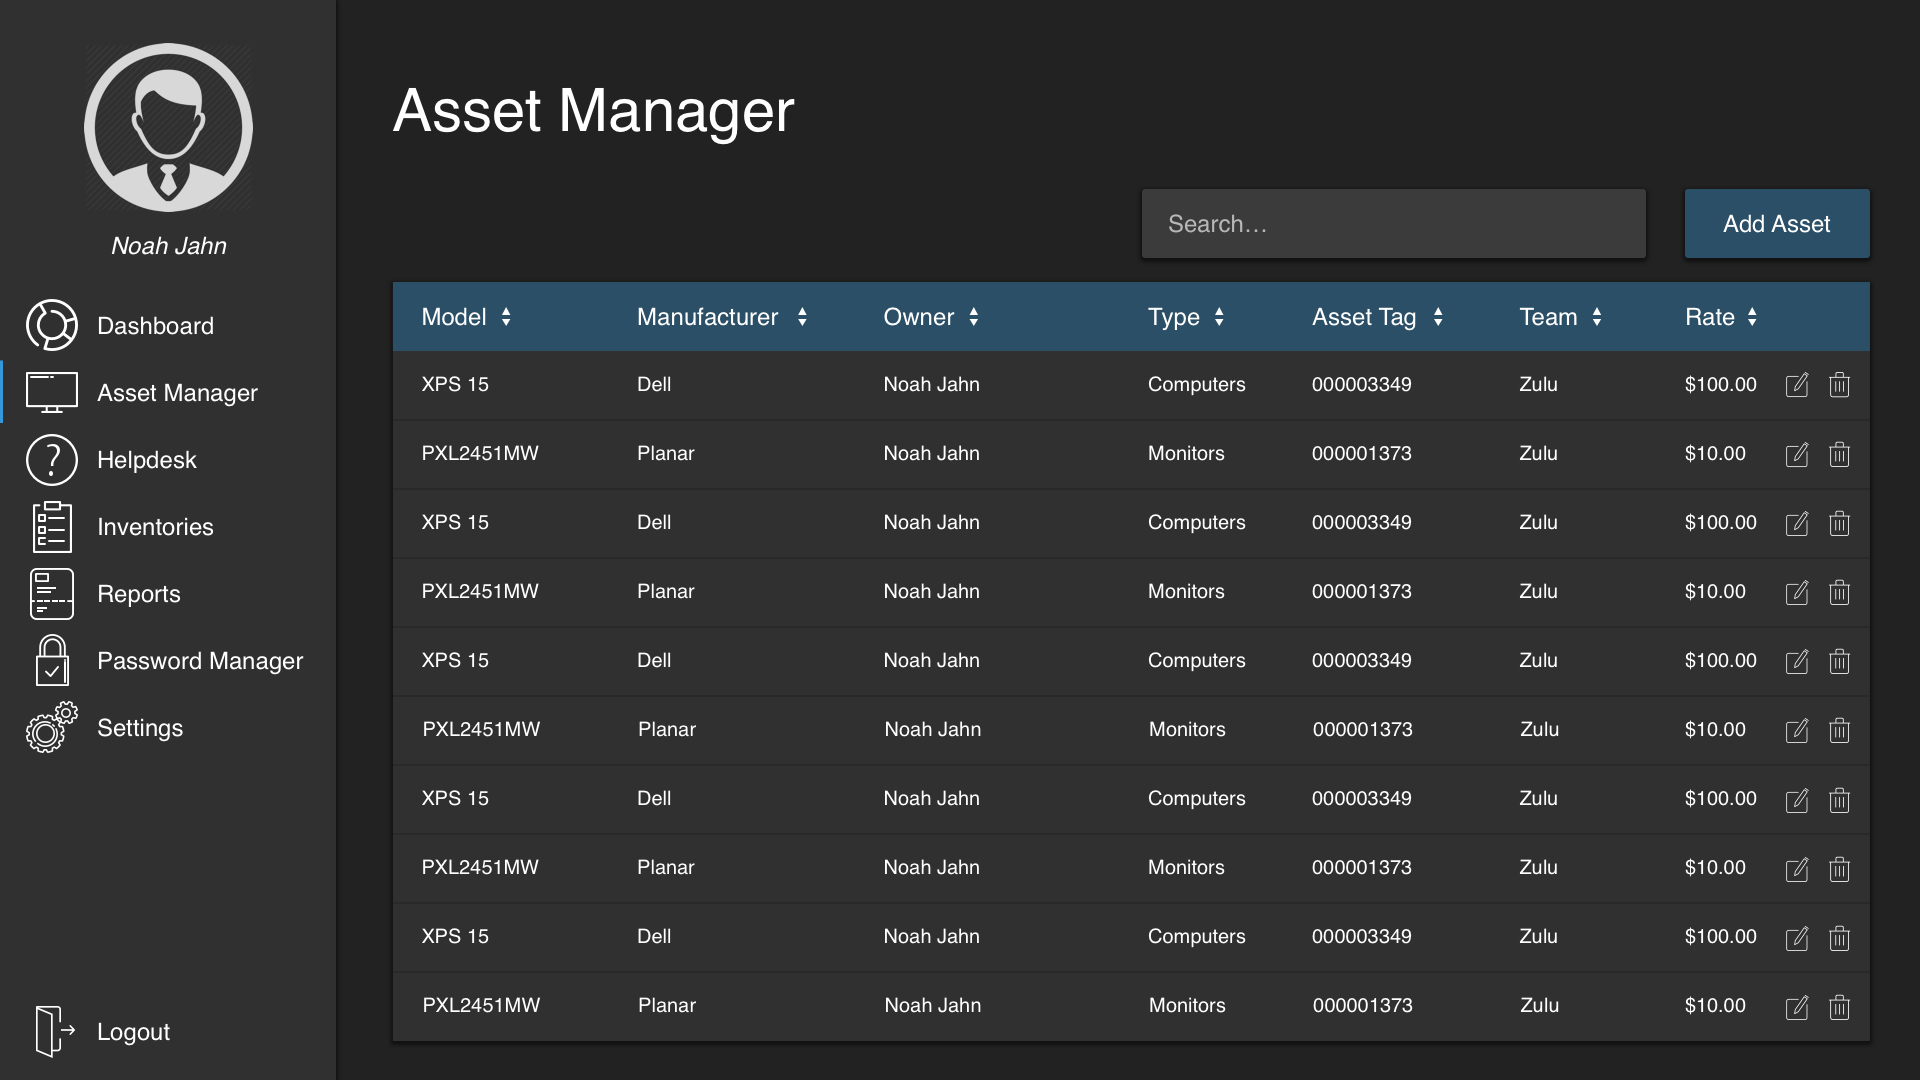 Noah Jahn
Dashboard
Asset Manager
Helpdesk
?
Inventories
Reports
Password Manager
Settings
Logout
Asset Manager
Search...
Add Asset
Model Manufacturer Owner Type Asset Tag Team Rate
XPS 15 Dell Noah Jahn Computers 000003349 Zulu $100.00
PXL2451MW Planar Noah Jahn Monitors 000001373 Zulu $10.00
XPS 15 Dell Noah Jahn Computers 000003349 Zulu $100.00
PXL2451MW Planar Noah Jahn Monitors 000001373 Zulu $10.00
XPS 15 Dell Noah Jahn Computers 000003349 Zulu $100.00
PXL2451MW Planar Noah Jahn Monitors 000001373 Zulu $10.00
XPS 15 Dell Noah Jahn Computers 000003349 Zulu $100.00
PXL2451MW Planar Noah Jahn Monitors 000001373 Zulu $10.00
XPS 15 Dell Noah Jahn Computers 000003349 Zulu $100.00
PXL2451MW Planar Noah Jahn Monitors 000001373 Zulu $10.00